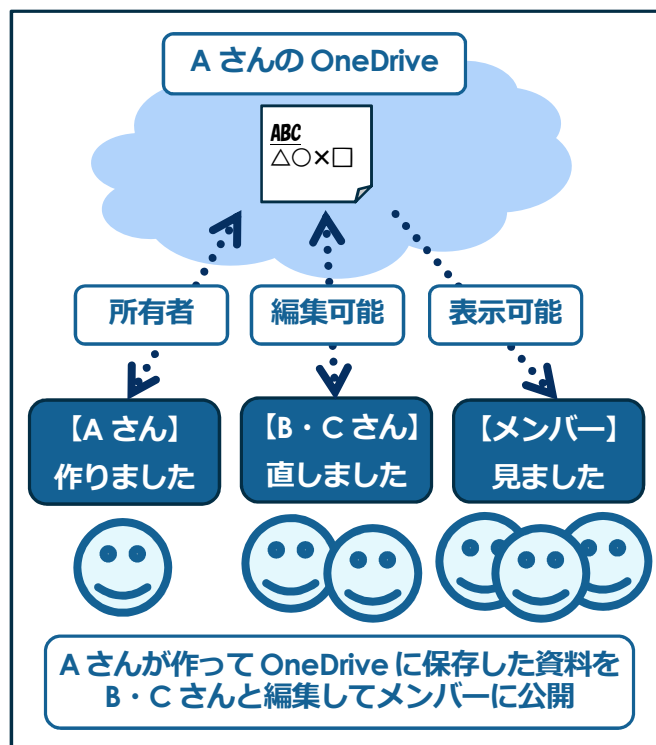 A さんの OneDrive
ABC
△○×□
所有者
編集可能
表示可能
【A さん】
作りました
【B・C さん】
直しました
【メンバー】
見ました
A さんが作って OneDrive に保存した資料を
B・C さんと編集してメンバーに公開